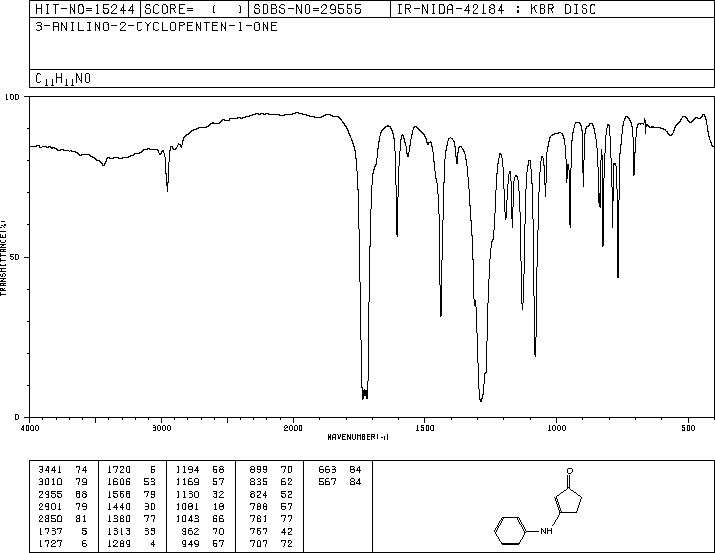 HIT-NO=15244 SCORE= ( ) SDBS-NO=29555 IR-NIDA-42184 : KBR DISC
3-ANILINO-2-CYCLOPENTEN-1-ONE
C11H11NO
100
50
0
TRANSMITTANCE(%)
4000 3000 2000 1500 1000 500
WAVENUMBER(-1)
3441 74 1720 6 1194 68 899 70 663 84
3010 79 1606 53 1169 57 835 62 567 84
2955 68 1568 79 1130 32 824 52
2901 79 1440 30 1081 18 788 57
2850 81 1380 77 1043 66 781 77
1737 5 1313 39 962 70 767 42
1727 6 1289 4 949 57 707 72
O
NH